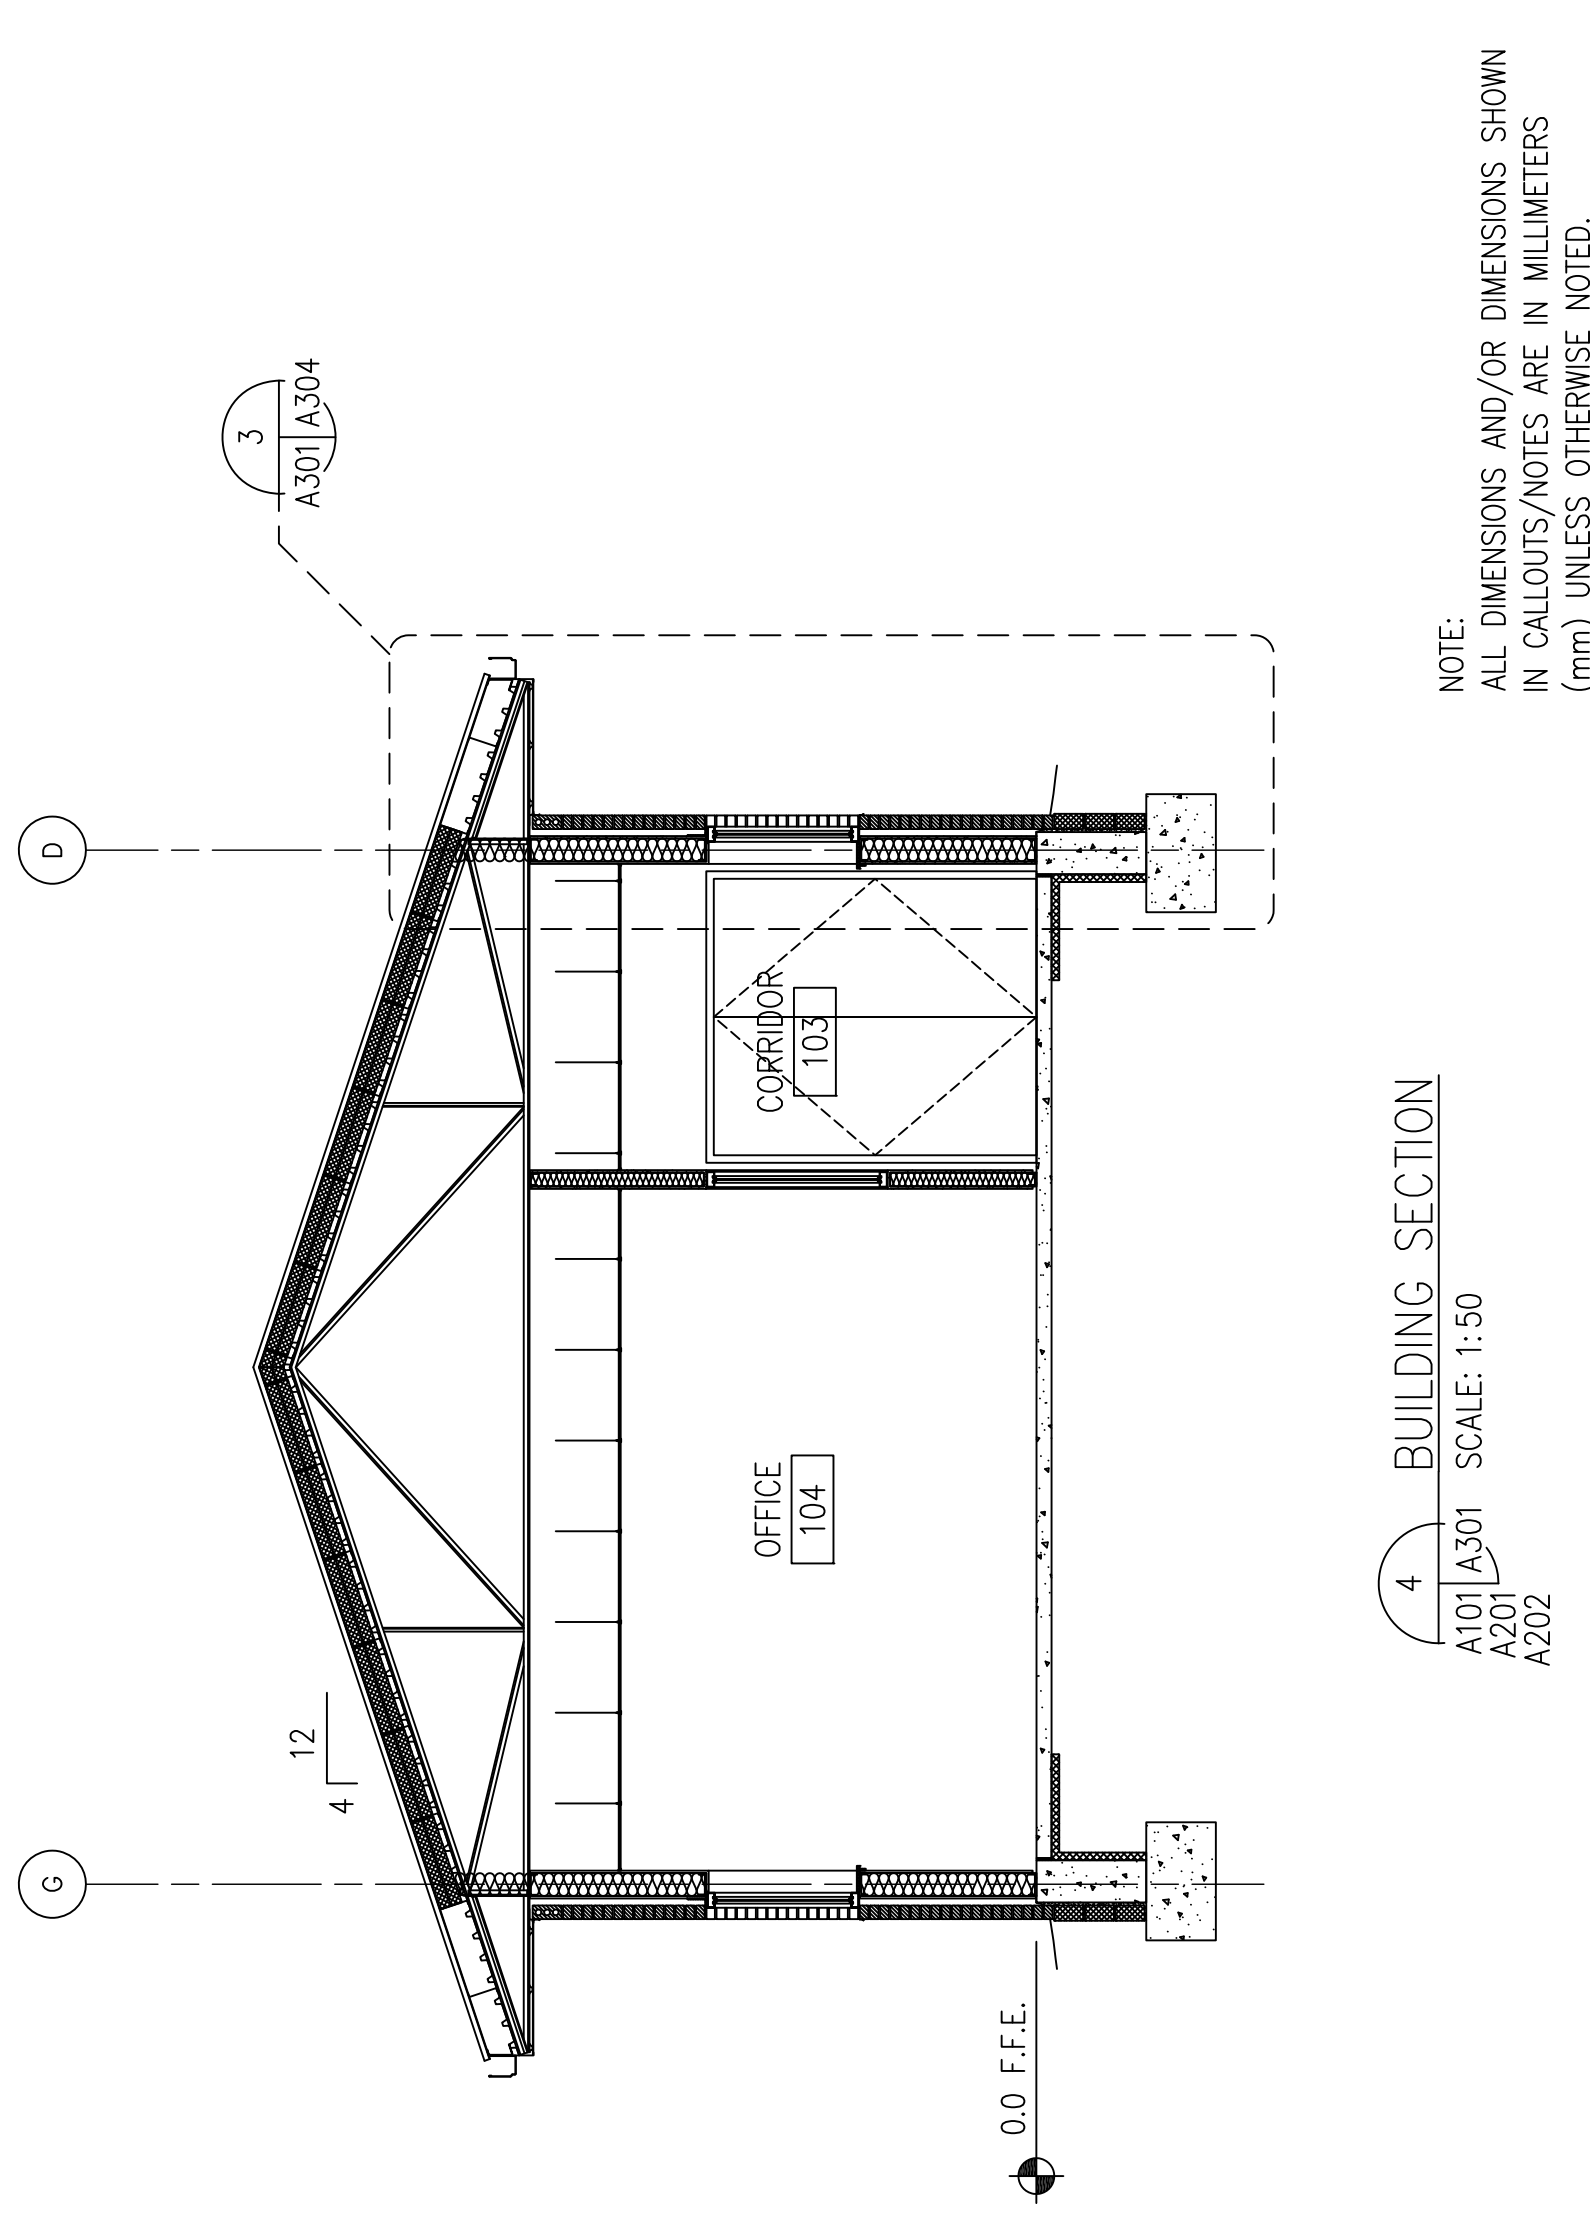 G
D
3
A301 A304
12
4
OFFICE
104
CORRIDOR
103
0.0 F.F.E.
4
BUILDING SECTION
A101 A301 SCALE: 1:50
A201
A202
NOTE:
ALL DIMENSIONS AND/OR DIMENSIONS SHOWN
IN CALLOUTS/NOTES ARE IN MILLIMETERS
(mm) UNLESS OTHERWISE NOTED.